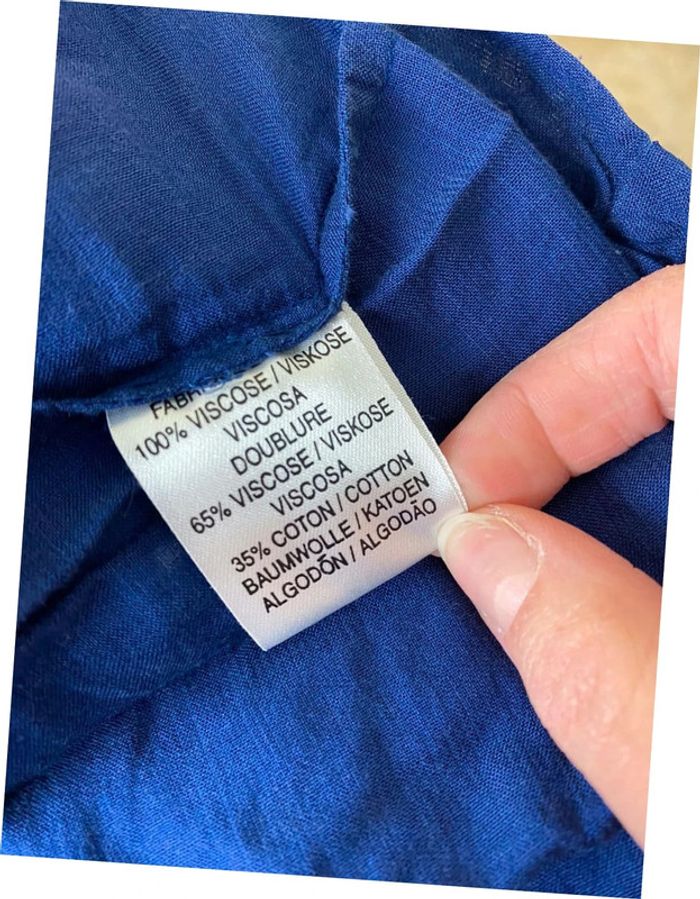 100% VISCOSE / VISKOSE
VISCOSA
DOUBLURE
65% VISCOSE / VISKOSE
VISCOSA
35% COTON / COTTON
BAUMWOLLE / KATOEN
ALGODÓN / ALGODÃO